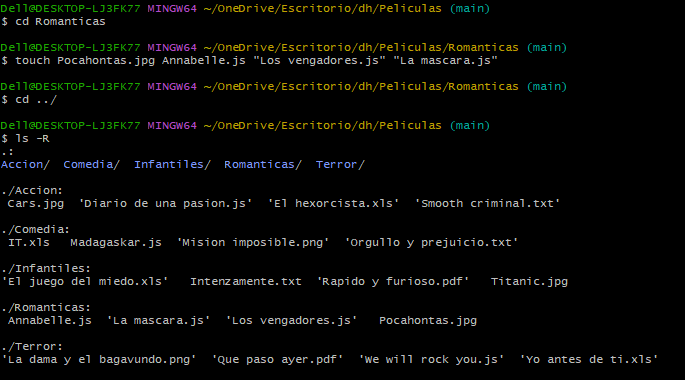 Dell@DESKTOP-LJ3FK77 MINGW64 ~/OneDrive/Escritorio/dh/Peliculas (main)
$ cd Romanticas
Dell@DESKTOP-LJ3FK77 MINGW64 ~/OneDrive/Escritorio/dh/Peliculas/Romanticas (main)
$ touch Pocahontas.jpg Annabelle.js "Los vengadores.js" "La mascara.js"
Dell@DESKTOP-LJ3FK77 MINGW64 ~/OneDrive/Escritorio/dh/Peliculas/Romanticas (main)
$ cd ../
Dell@DESKTOP-LJ3FK77 MINGW64 ~/OneDrive/Escritorio/dh/Peliculas (main)
$ ls -R
.:
Accion/  Comedia/  Infantiles/  Romanticas/  Terror/
./Accion:
 Cars.jpg  'Diario de una pasion.js'  'El hexorcista.xls'  'Smooth criminal.txt'
./Comedia:
 IT.xls   Madagaskar.js  'Mision imposible.png'  'Orgullo y prejuicio.txt'
./Infantiles:
'El juego del miedo.xls'   Intenzamente.txt  'Rapido y furioso.pdf'   Titanic.jpg
./Romanticas:
 Annabelle.js  'La mascara.js'  'Los vengadores.js'   Pocahontas.jpg
./Terror:
'La dama y el bagavundo.png'  'Que paso ayer.pdf'  'We will rock you.js'  'Yo antes de ti.xls'